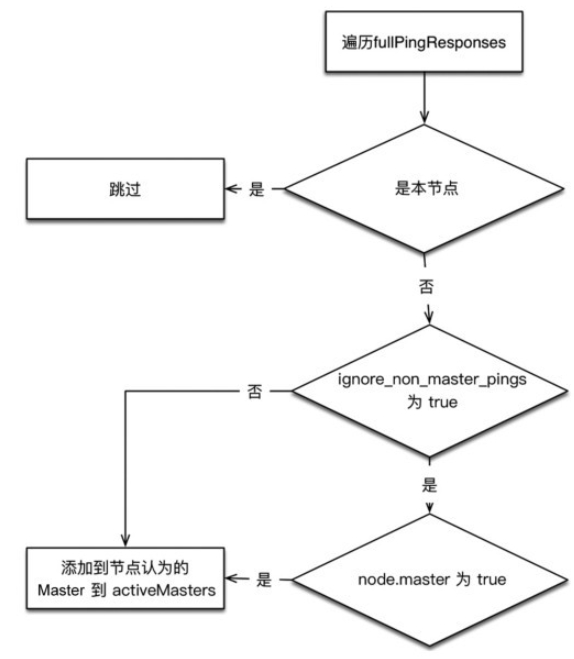 遍历fullPingResponses
跳过
是
是本节点
否
ignore_non_master_pings
为 true
否
是
添加到节点认为的
Master 到 activeMasters
是
node.master 为 true